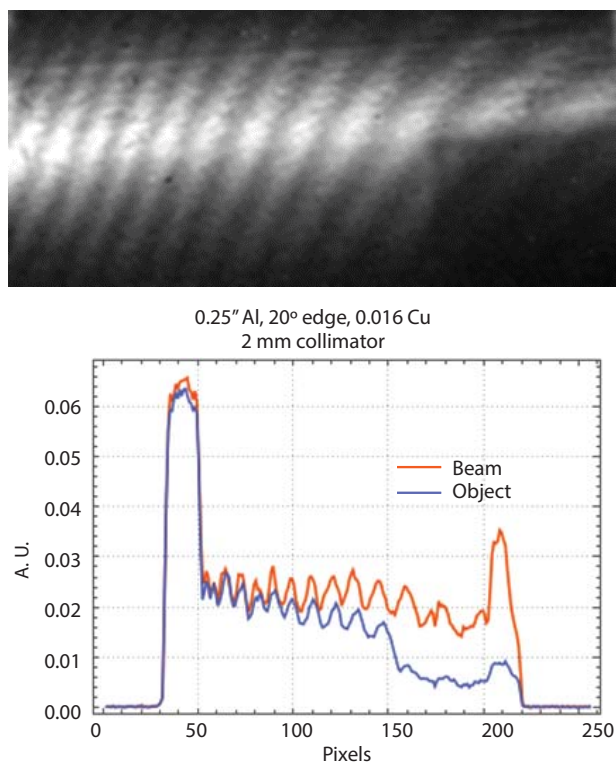 0.25” Al, 20º edge, 0.016 Cu
2 mm collimator
0.06
0.05
0.04
0.03
0.02
0.01
0.00
A. U.
Beam
Object
0 50 100 150 200 250
Pixels